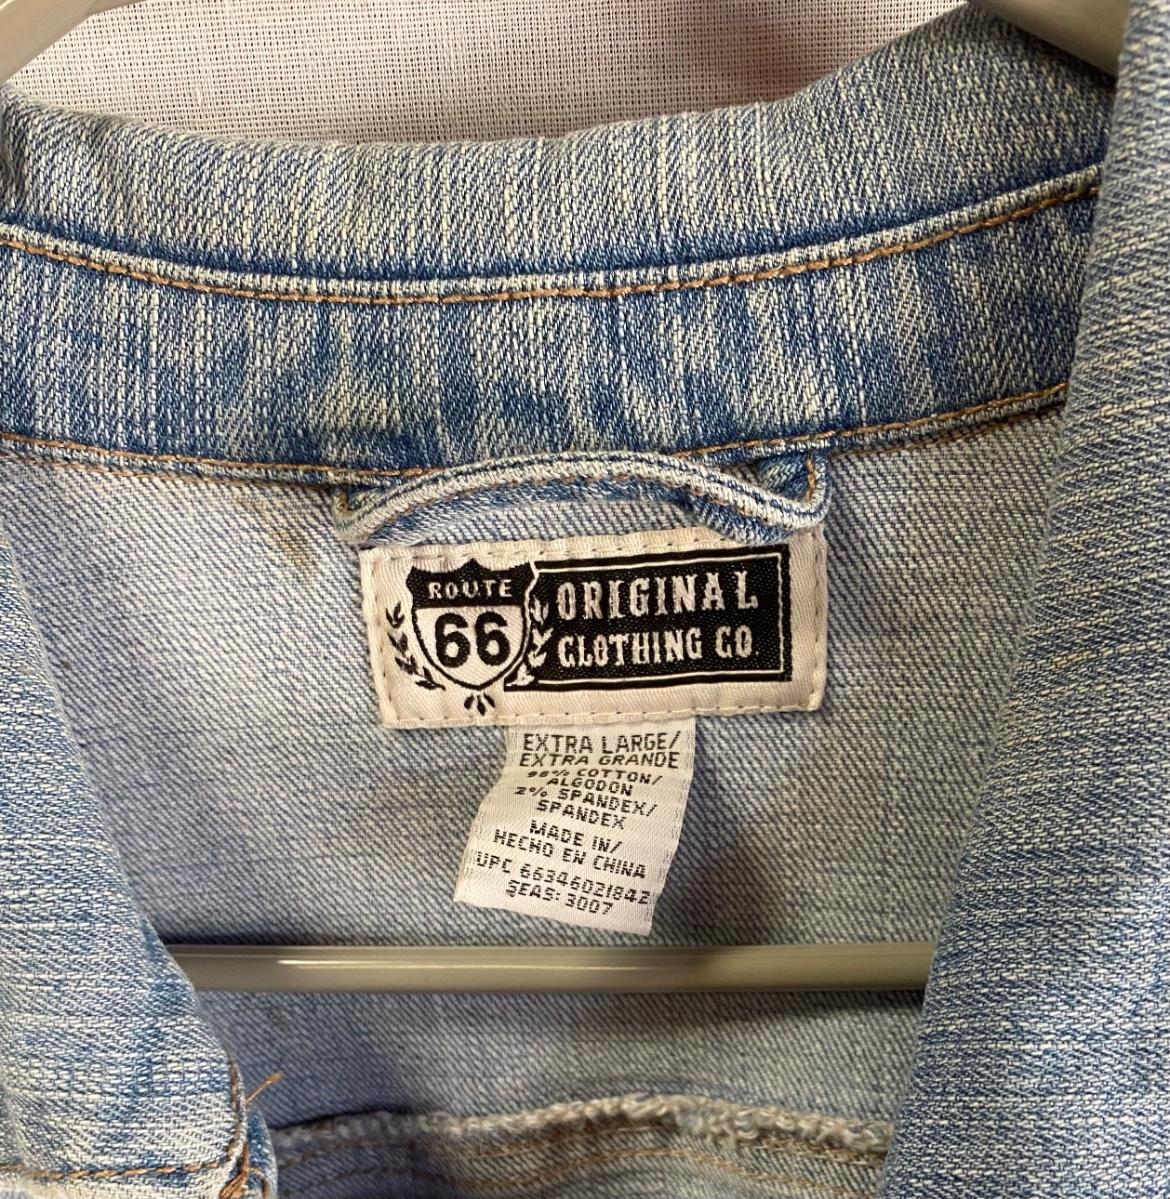 ROUTE
66
ORIGINAL
CLOTHING CO.
EXTRA LARGE/
EXTRA GRANDE
98% COTTON/
ALGODON
2% SPANDEX/
SPANDEX
MADE IN/
HECHO EN CHINA
UPC 66346021842
SEAS: 3007